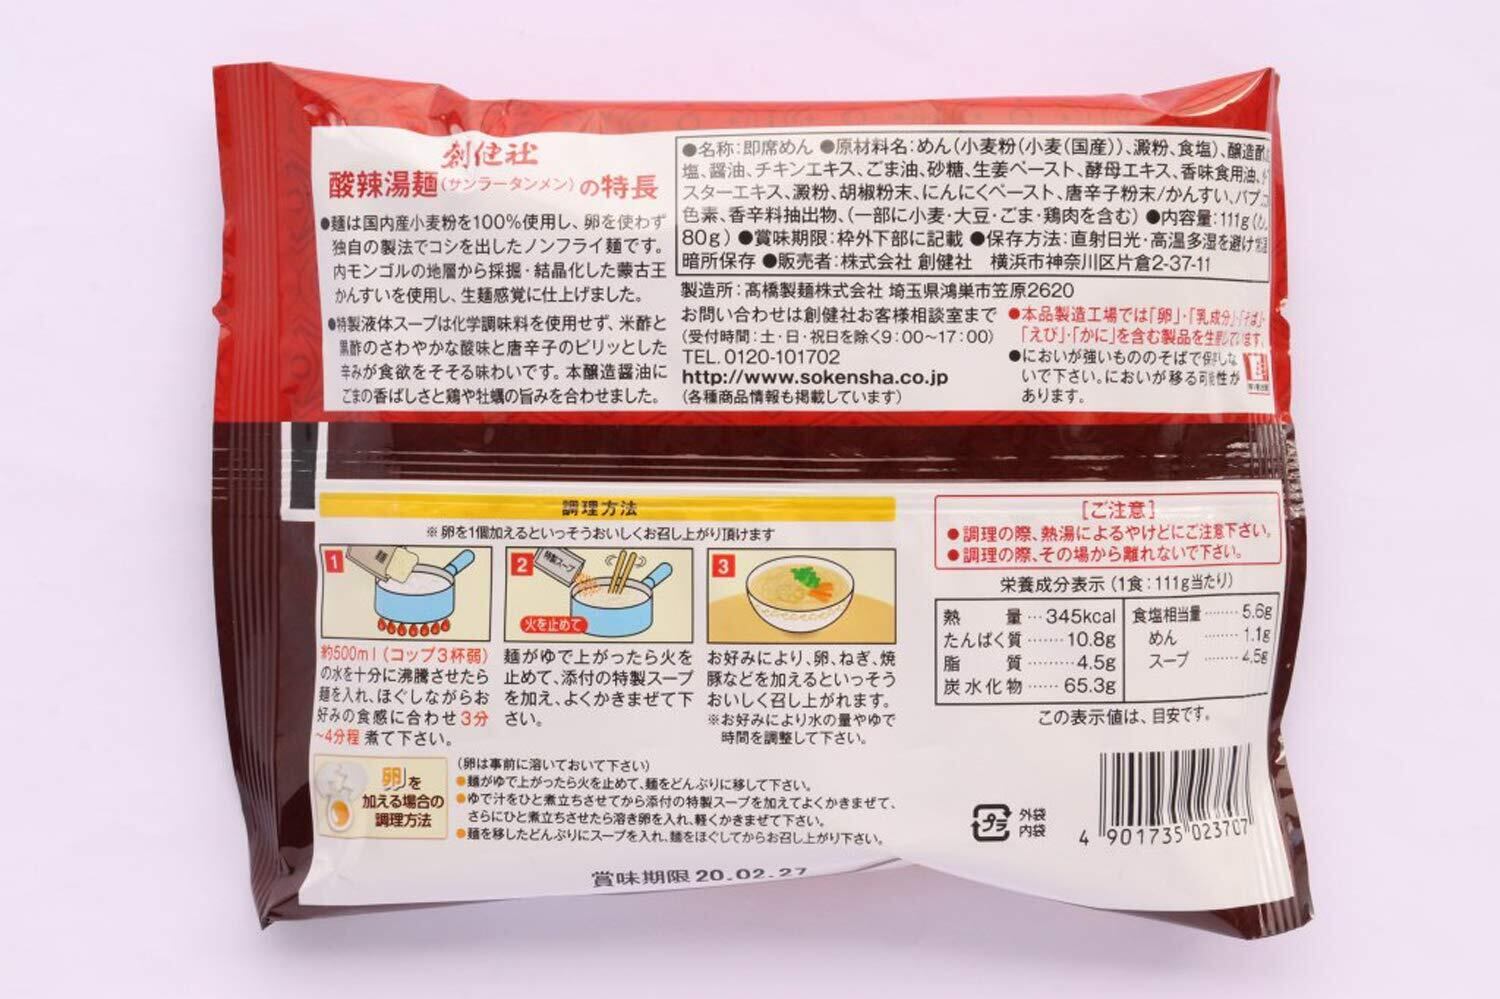 創健社
酸辣湯麺(サンラータンメン)の特長
●麺は国内産小麦粉を100%使用し、卵を使わず
独自の製法でコシを出したノンフライ麺です。
内モンゴルの地層から採掘・結晶化した蒙古王
かんすいを使用し、生麺感覚に仕上げました。
●特製液体スープは化学調味料を使用せず、米酢と
黒酢のさわやかな酸味と唐辛子のピリッとした
辛みが食欲をそそる味わいです。本醸造醤油に
ごまの香ばしさと鶏や牡蠣の旨みを合わせました。
●名称:即席めん ●原材料名:めん(小麦粉(小麦(国産))、澱粉、食塩)、醸造酢、
塩、醤油、チキンエキス、ごま油、砂糖、生姜ペースト、酵母エキス、香味食用油、
スターエキス、澱粉、胡椒粉末、にんにくペースト、唐辛子粉末/かんすい、パプ
色素、香辛料抽出物、(一部に小麦・大豆・ごま・鶏肉を含む) ●内容量:111g(
80g) ●賞味期限:枠外下部に記載 ●保存方法:直射日光・高温多湿を避け
暗所保存 ●販売者:株式会社 創健社 横浜市神奈川区片倉2-37-11
製造所:髙橋製麺株式会社 埼玉県鴻巣市笠原2620
お問い合わせは創健社お客様相談室まで
(受付時間:土・日・祝日を除く9:00~17:00)
TEL.0120-101702
http://www.sokensha.co.jp
(各種商品情報も掲載しています)
●本品製造工場では「卵」・「乳成分」・「そば」・
「えび」・「かに」を含む製品を生産しています。
●においが強いもののそばで保存しな
いで下さい。においが移る可能性が
あります。
調理方法
※卵を1個加えるといっそうおいしくお召し上がり頂けます
1
麺
約500ml(コップ3杯弱)
の水を十分に沸騰させたら
麺を入れ、ほぐしながらお
好みの食感に合わせ3分
~4分程 煮て下さい。
2
特製スープ
火を止めて
麺がゆで上がったら火を
止めて、添付の特製スープ
を加え、よくかきまぜて下
さい。
3
お好みにより、卵、ねぎ、焼
豚などを加えるといっそう
おいしく召し上がれます。
※お好みにより水の量やゆで
時間を調整して下さい。
卵を
加える場合の
調理方法
(卵は事前に溶いておいて下さい)
●麺がゆで上がったら火を止めて、麺をどんぶりに移して下さい。
●ゆで汁をひと煮立ちさせてから添付の特製スープを加えてよくかきまぜて、
さらにひと煮立ちさせたら溶き卵を入れ、軽くかきまぜて下さい。
●麺を移したどんぶりにスープを入れ、麺をほぐしてからお召し上がり下さい。
賞味期限 20.02.27
[ご注意]
●調理の際、熱湯によるやけどにご注意下さい。
●調理の際、その場から離れないで下さい。
栄養成分表示(1食:111g当たり)
熱量…345kcal
たんぱく質……10.8g
脂質……4.5g
炭水化物……65.3g
食塩相当量……5.6g
めん……1.1g
スープ……4.5g
この表示値は、目安です。
プラ
外袋
内袋
4 901735 023707